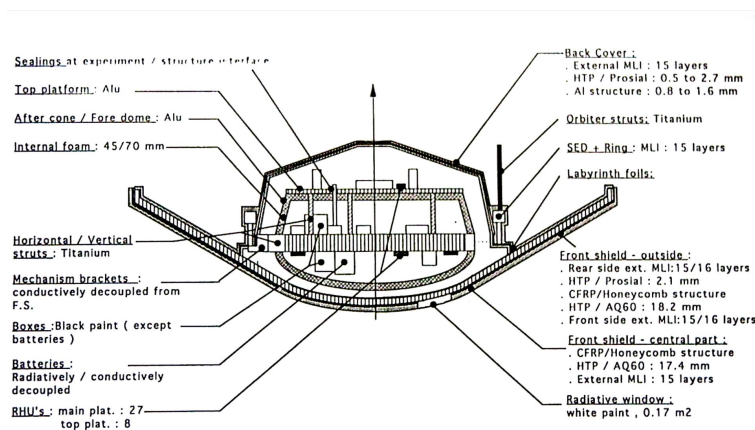 Sealings at experiment / structure interface
Top platform : Alu
After cone / Fore dome : Alu
Internal foam : 45/70 mm
Horizontal / Vertical
struts : Titanium
Mechanism brackets :
conductively decoupled from
F.S.
Boxes :Black paint ( except
batteries )
Batteries :
Radiatively / conductively
decoupled
RHU's : main plat. : 27
top plat. : 8
Back Cover :
. External MLI : 15 layers
. HTP / Prosial : 0.5 to 2.7 mm
. Al structure : 0.8 to 1.6 mm
Orbiter struts: Titanium
SED + Ring : MLI : 15 layers
Labyrinth foils:
Front shield - outside :
. Rear side ext. MLI:15/16 layers
. HTP / Prosial : 2.1 mm
. CFRP/Honeycomb structure
. HTP / AQ60 : 18.2 mm
. Front side ext. MLI:15/16 layers
Front shield - central part :
. CFRP/Honeycomb structure
. HTP / AQ60 : 17.4 mm
. External MLI : 15 layers
Radiative window :
white paint , 0.17 m2